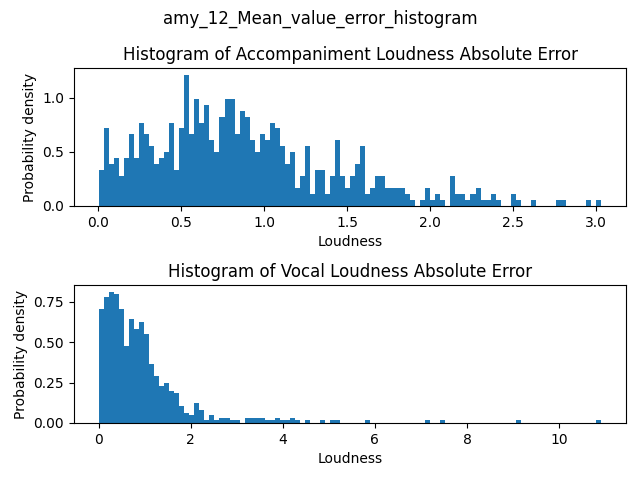 amy_12_Mean_value_error_histogram
Histogram of Accompaniment Loudness Absolute Error
Probability density
1.0
0.5
0.0
0.0 0.5 1.0 1.5 2.0 2.5 3.0
Loudness
Histogram of Vocal Loudness Absolute Error
Probability density
0.75
0.50
0.25
0.00
0 2 4 6 8 10
Loudness